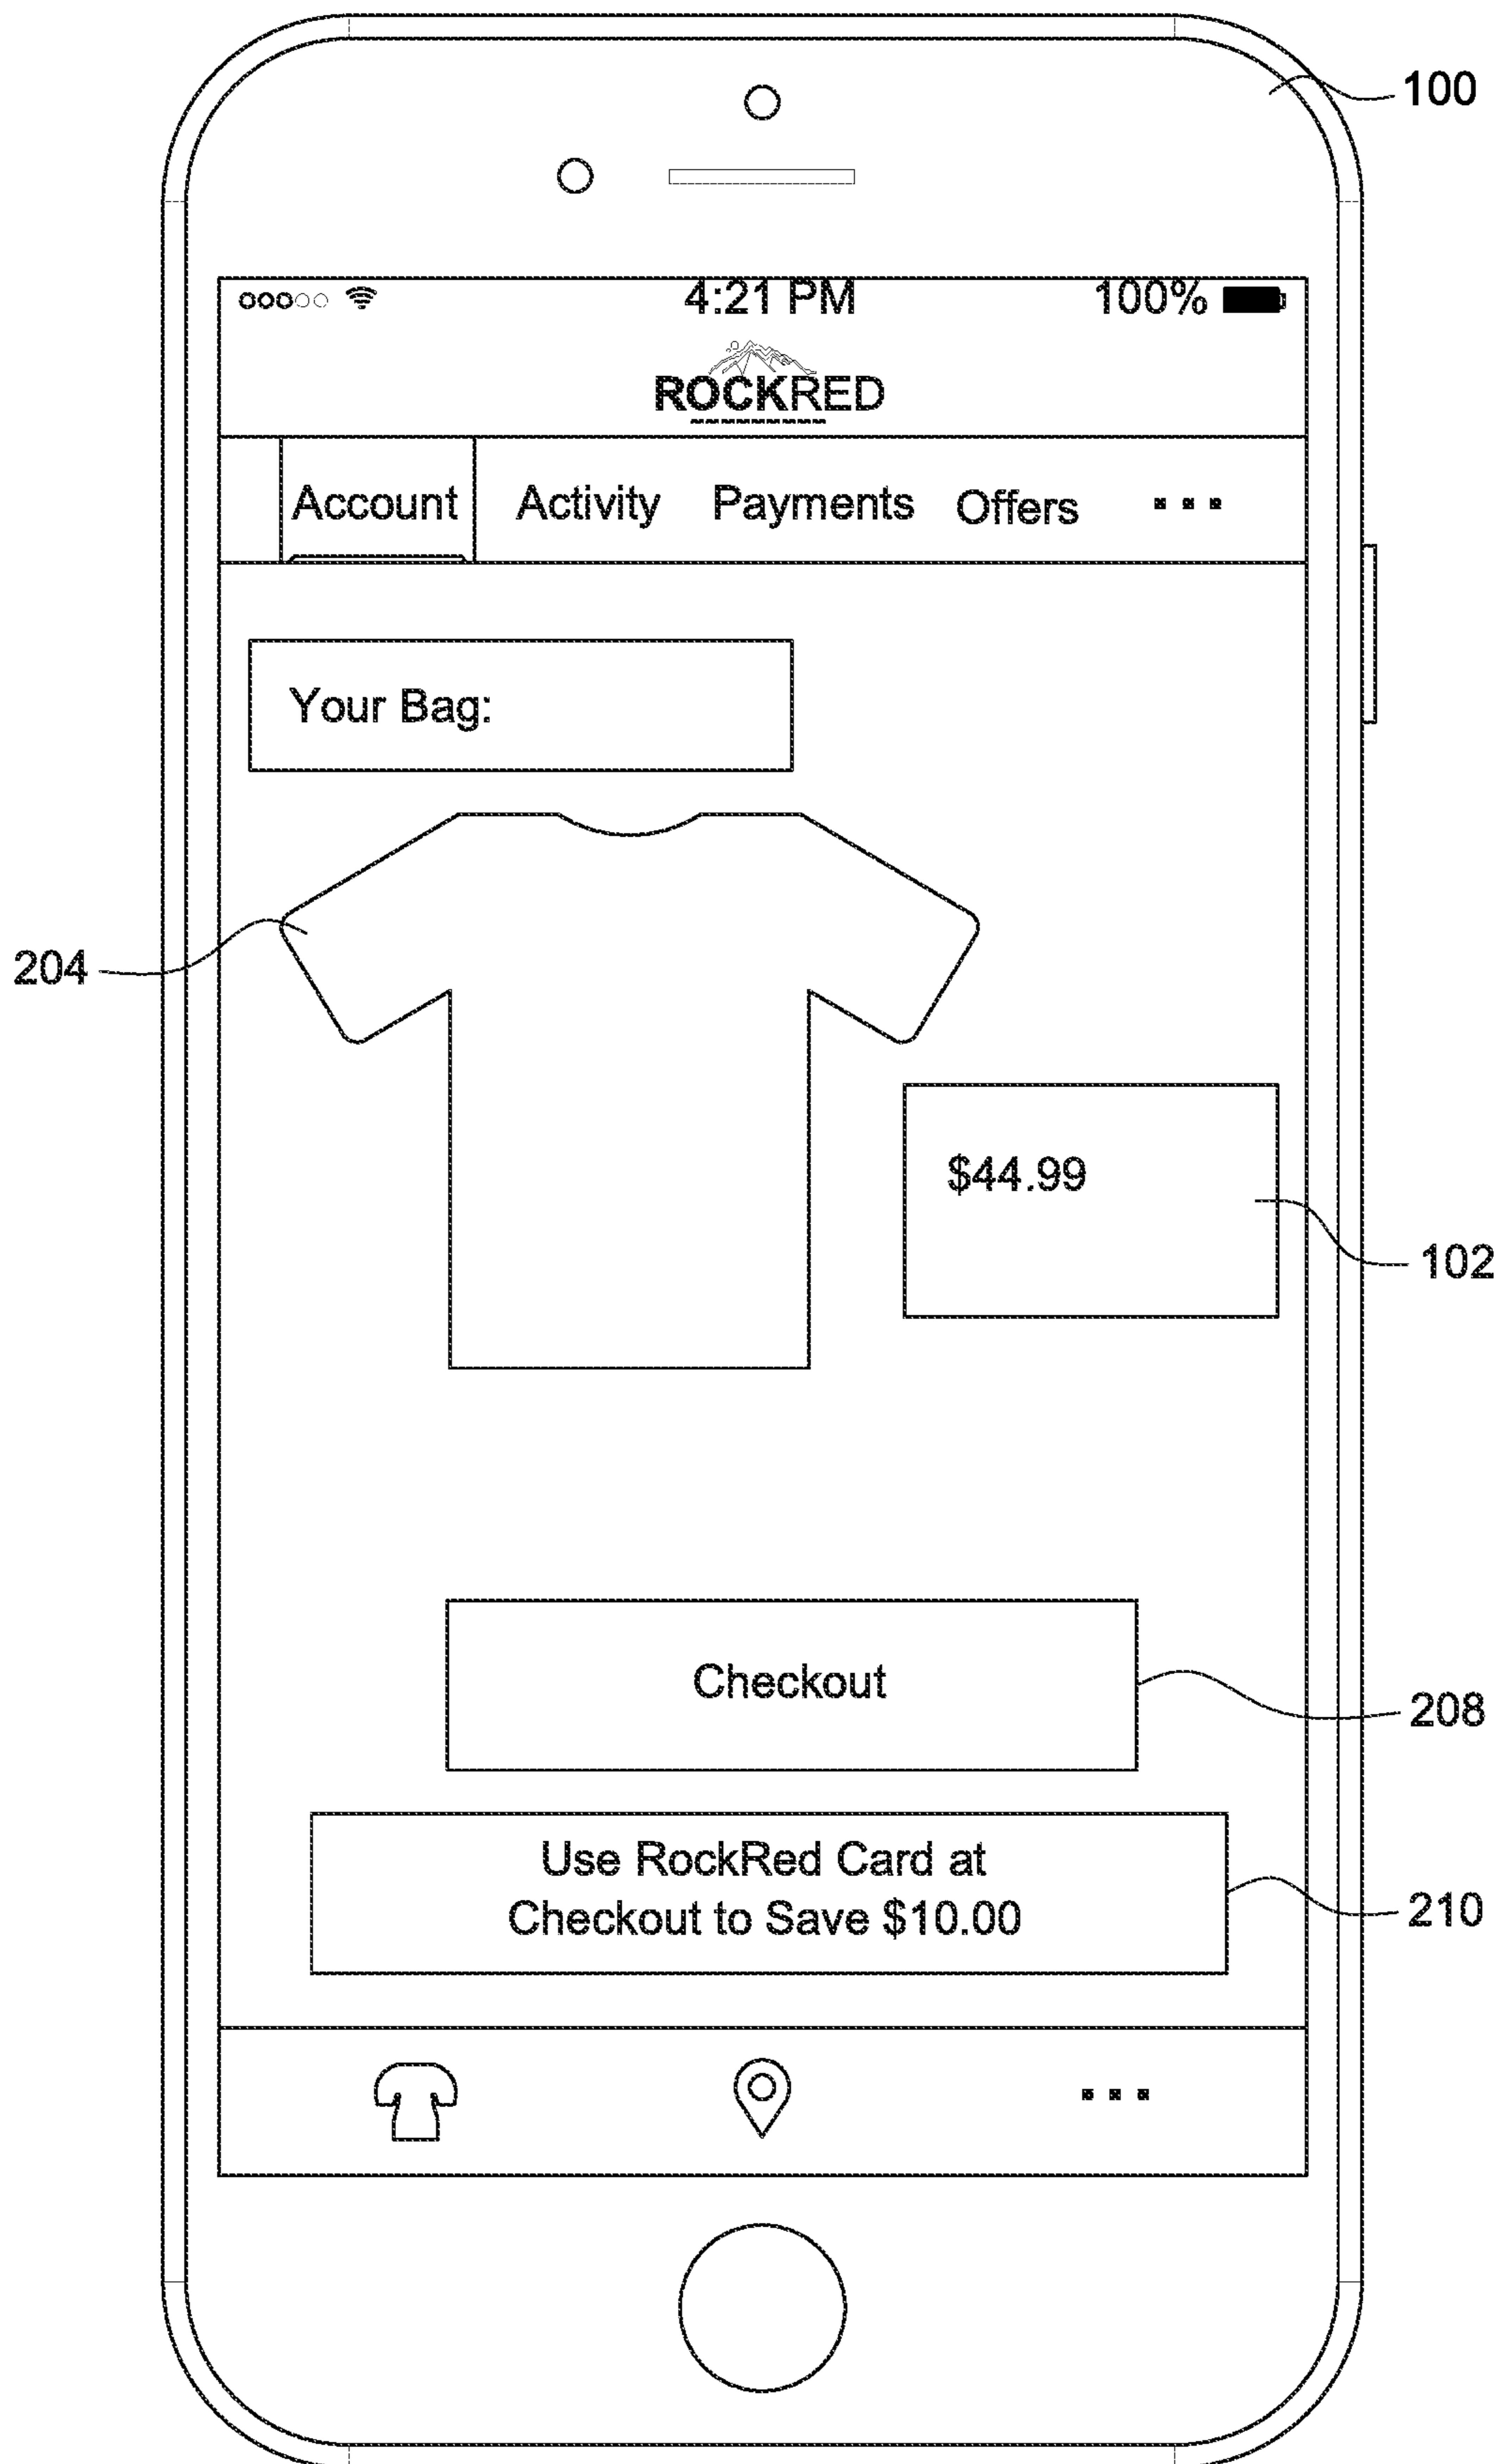 100
4:21 PM 100%
ROCKRED
Account Activity Payments Offers ...
Your Bag:
204
$44.99
102
Checkout
208
Use RockRed Card at
Checkout to Save $10.00
210
...